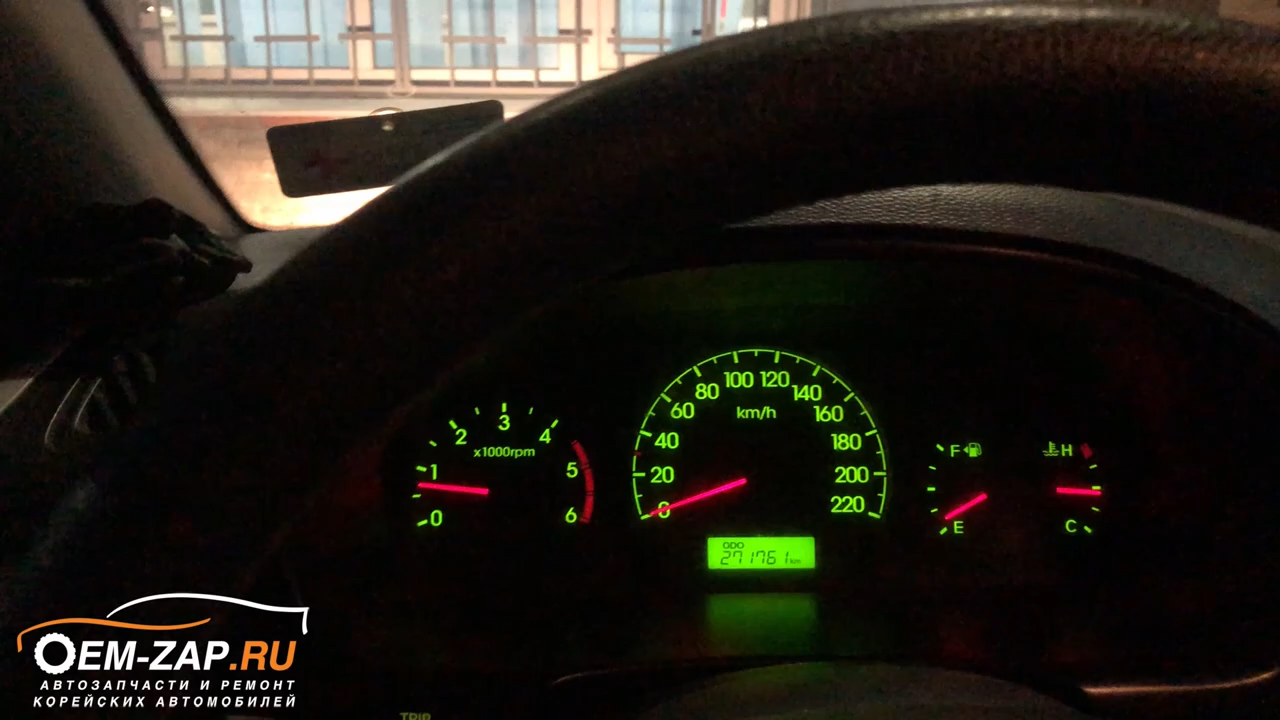 0 1 2 3 4 5 6
x1000rpm
0 20 40 60 80 100 120 140 160 180 200 220
km/h
F
E
H
C
ODO
271761 km
TRIP
OEM-ZAP.RU
АВТОЗАПЧАСТИ И РЕМОНТ
КОРЕЙСКИХ АВТОМОБИЛЕЙ